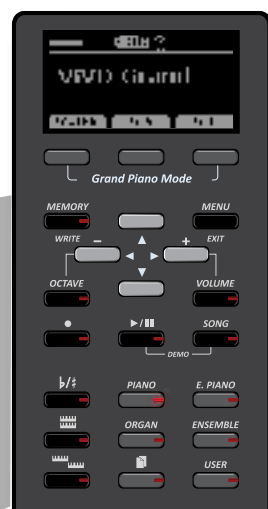 Grand Piano Mode
MEMORY MENU
WRITE – + EXIT
OCTAVE VOLUME
SONG
DEMO
PIANO E. PIANO
ORGAN ENSEMBLE
USER